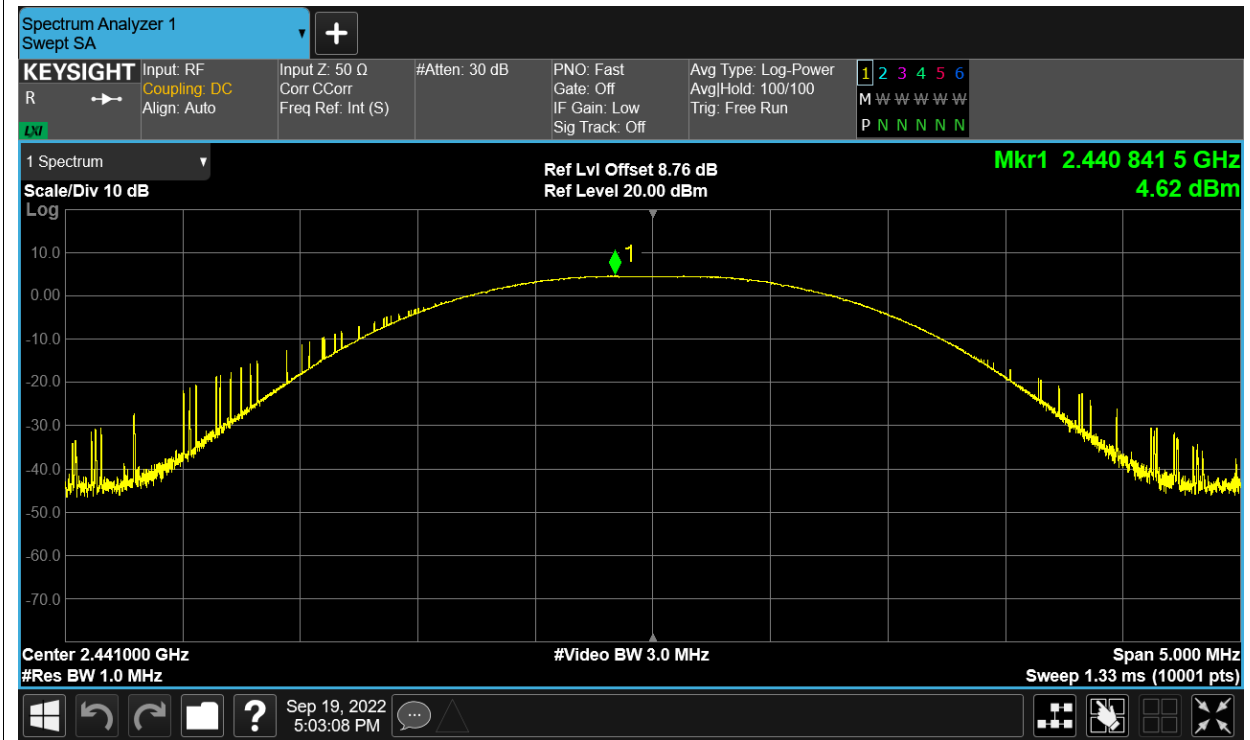 Spectrum Analyzer 1
Swept SA
KEYSIGHT
R
LXI
Input: RF
Coupling: DC
Align: Auto
Input Z: 50 Ω
Corr CCorr
Freq Ref: Int (S)
#Atten: 30 dB
PNO: Fast
Gate: Off
IF Gain: Low
Sig Track: Off
Avg Type: Log-Power
Avg|Hold: 100/100
Trig: Free Run
1 2 3 4 5 6
M W W W W W
P N N N N N
1 Spectrum
Scale/Div 10 dB
Ref Lvl Offset 8.76 dB
Ref Level 20.00 dBm
Mkr1 2.440 841 5 GHz
4.62 dBm
Log
1
10.0
0.00
-10.0
-20.0
-30.0
-40.0
-50.0
-60.0
-70.0
Center 2.441000 GHz
#Res BW 1.0 MHz
#Video BW 3.0 MHz
Span 5.000 MHz
Sweep 1.33 ms (10001 pts)
?
Sep 19, 2022
5:03:08 PM